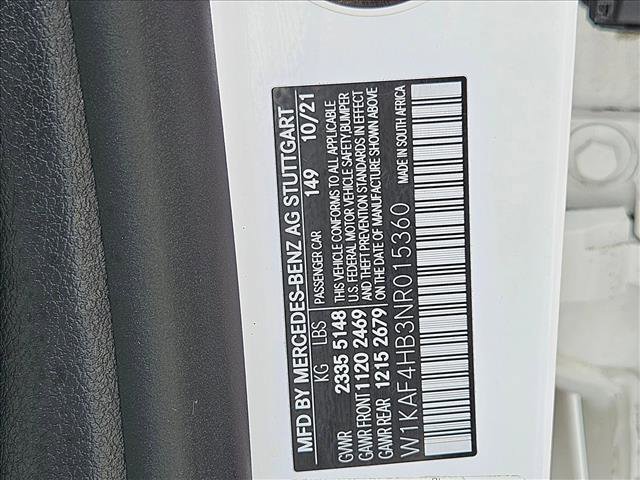 MFD BY MERCEDES-BENZ AG STUTTGART
KG LBS PASSENGER CAR 149 10/21
GVWR 2335 5148 THIS VEHICLE CONFORMS TO ALL APPLICABLE
U.S. FEDERAL MOTOR VEHICLE SAFETY,BUMPER
GAWR FRONT 1120 2469 AND THEFT PREVENTION STANDARDS IN EFFECT
GAWR REAR 1215 2679 ON THE DATE OF MANUFACTURE SHOWN ABOVE
MADE IN SOUTH AFRICA
W1KAF4HB3NR015360